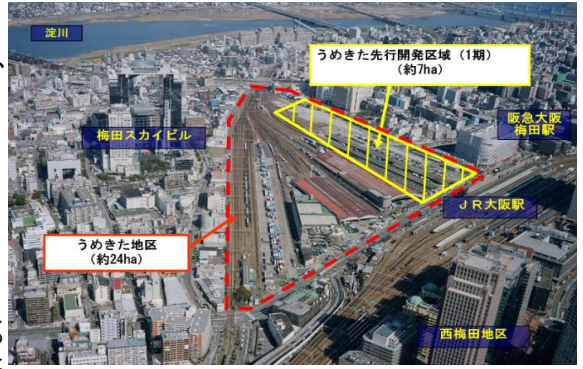 淀川
うめきた先行開発区域（1期）
（約7ha）
阪急大阪
梅田駅
梅田スカイビル
ＪＲ大阪駅
うめきた地区
（約24ha）
西梅田地区